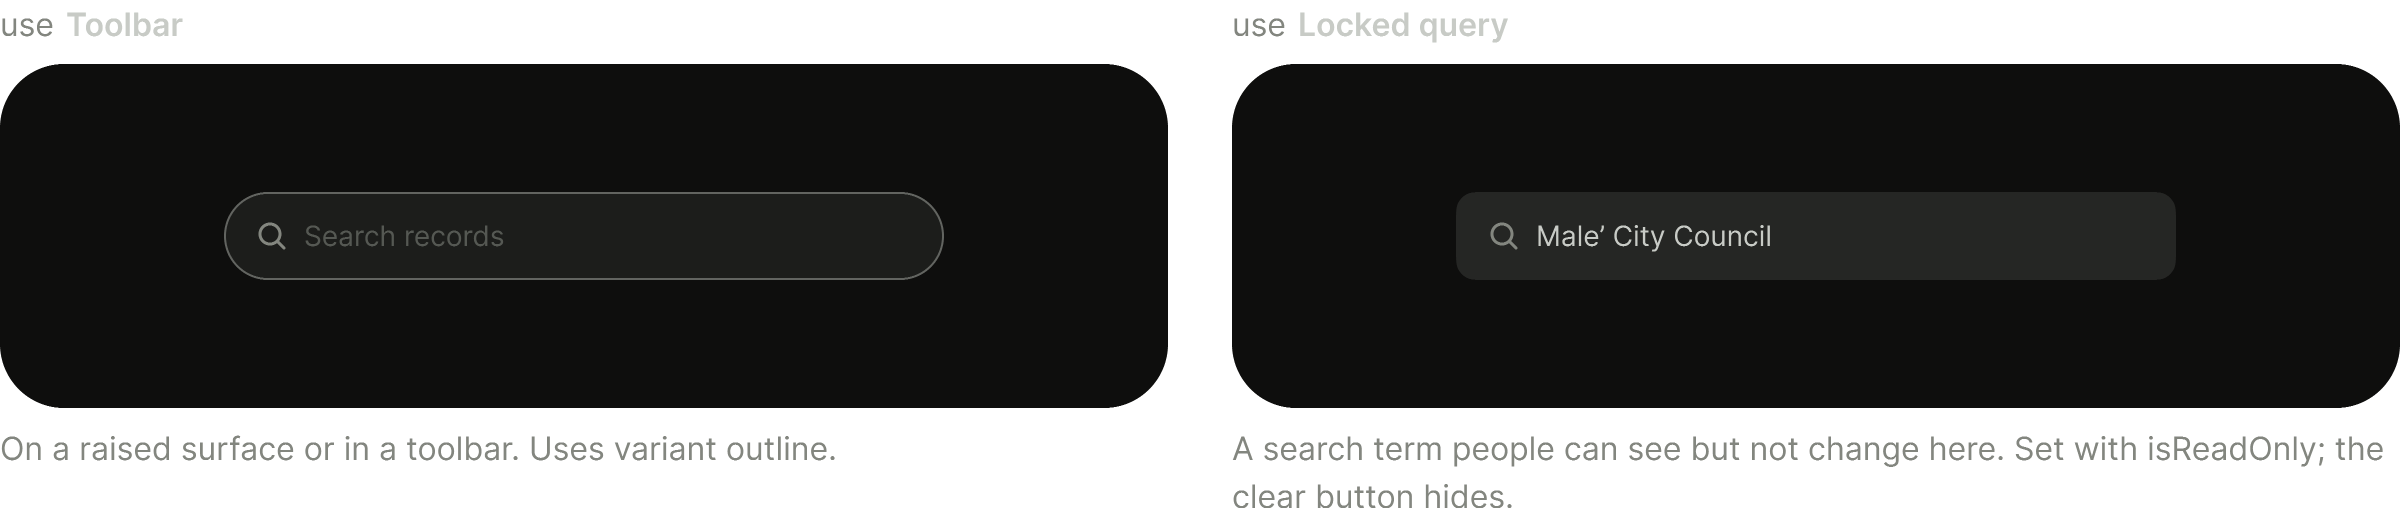 use Toolbar
Search records
On a raised surface or in a toolbar. Uses variant outline.
use Locked query
Male’ City Council
A search term people can see but not change here. Set with isReadOnly; the
clear button hides.